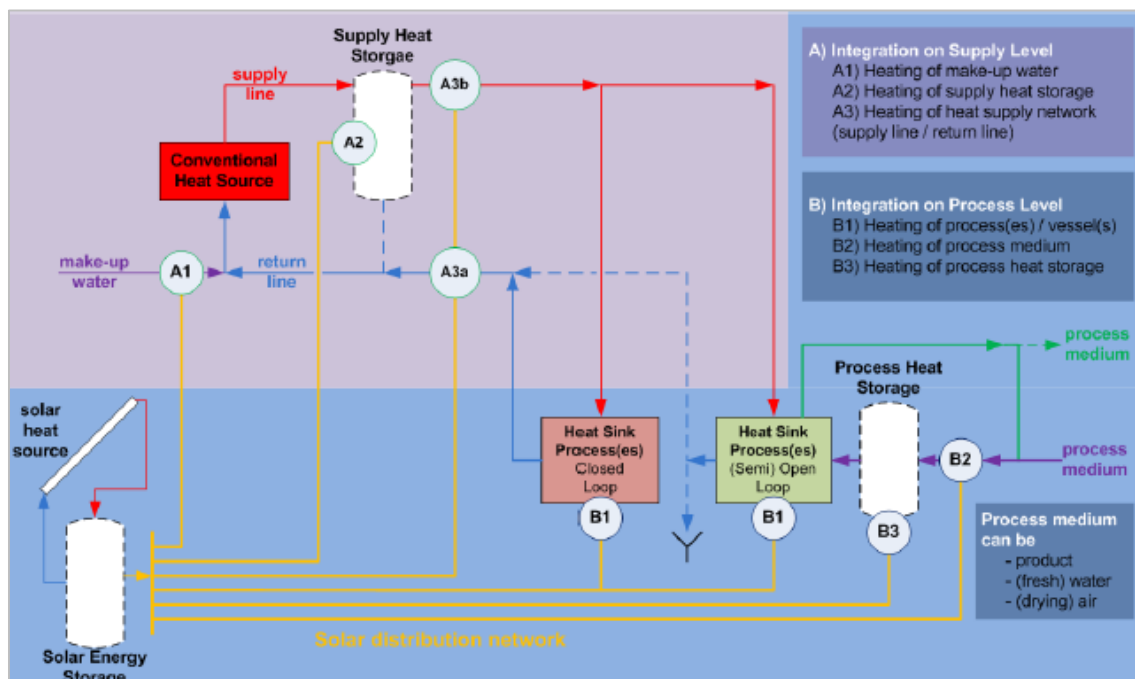 Supply Heat
Storgae
supply
line
A3b
A2
Conventional
Heat Source
make-up
water
A1
return
line
A3a
A) Integration on Supply Level
A1) Heating of make-up water
A2) Heating of supply heat storage
A3) Heating of heat supply network
(supply line / return line)
B) Integration on Process Level
B1) Heating of process(es) / vessel(s)
B2) Heating of process medium
B3) Heating of process heat storage
process
medium
Process Heat
Storage
solar
heat
source
Heat Sink
Process(es)
Closed
Loop
B1
Heat Sink
Process(es)
(Semi) Open
Loop
B1
B2
B3
process
medium
Process medium
can be
- product
- (fresh) water
- (drying) air
Solar distribution network
Solar Energy
Storage